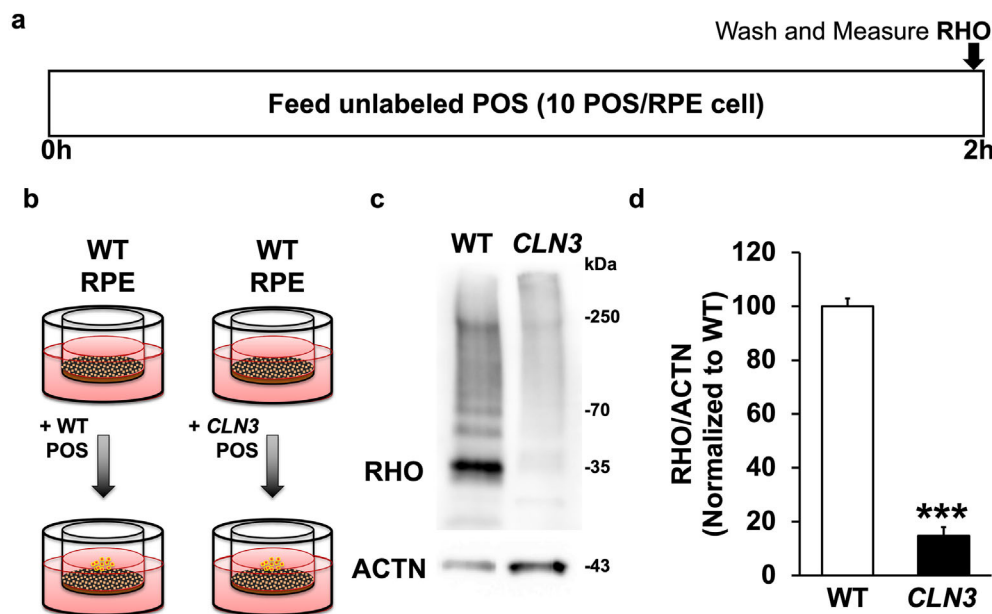 a
Wash and Measure RHO
Feed unlabeled POS (10 POS/RPE cell)
0h
2h
b
WT
RPE
WT
RPE
+ WT
POS
+ CLN3
POS
c
WT CLN3
kDa
-250
-70
RHO
-35
ACTN
-43
d
RHO/ACTN
(Normalized to WT)
120
100
80
60
40
20
0
***
WT
CLN3